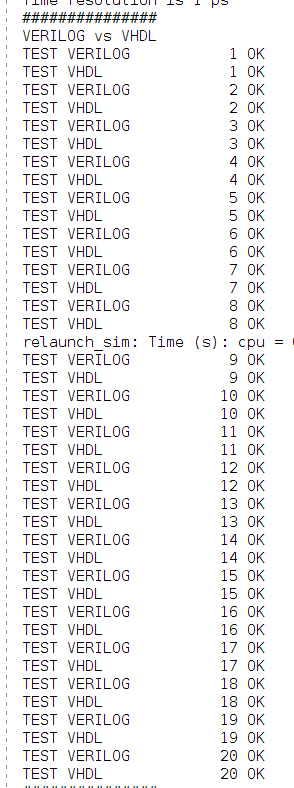 Time resolution is 1 ps
###############
VERILOG vs VHDL
TEST VERILOG           1 OK
TEST VHDL              1 OK
TEST VERILOG           2 OK
TEST VHDL              2 OK
TEST VERILOG           3 OK
TEST VHDL              3 OK
TEST VERILOG           4 OK
TEST VHDL              4 OK
TEST VERILOG           5 OK
TEST VHDL              5 OK
TEST VERILOG           6 OK
TEST VHDL              6 OK
TEST VERILOG           7 OK
TEST VHDL              7 OK
TEST VERILOG           8 OK
TEST VHDL              8 OK
relaunch_sim: Time (s): cpu =
TEST VERILOG           9 OK
TEST VHDL              9 OK
TEST VERILOG          10 OK
TEST VHDL             10 OK
TEST VERILOG          11 OK
TEST VHDL             11 OK
TEST VERILOG          12 OK
TEST VHDL             12 OK
TEST VERILOG          13 OK
TEST VHDL             13 OK
TEST VERILOG          14 OK
TEST VHDL             14 OK
TEST VERILOG          15 OK
TEST VHDL             15 OK
TEST VERILOG          16 OK
TEST VHDL             16 OK
TEST VERILOG          17 OK
TEST VHDL             17 OK
TEST VERILOG          18 OK
TEST VHDL             18 OK
TEST VERILOG          19 OK
TEST VHDL             19 OK
TEST VERILOG          20 OK
TEST VHDL             20 OK
###############